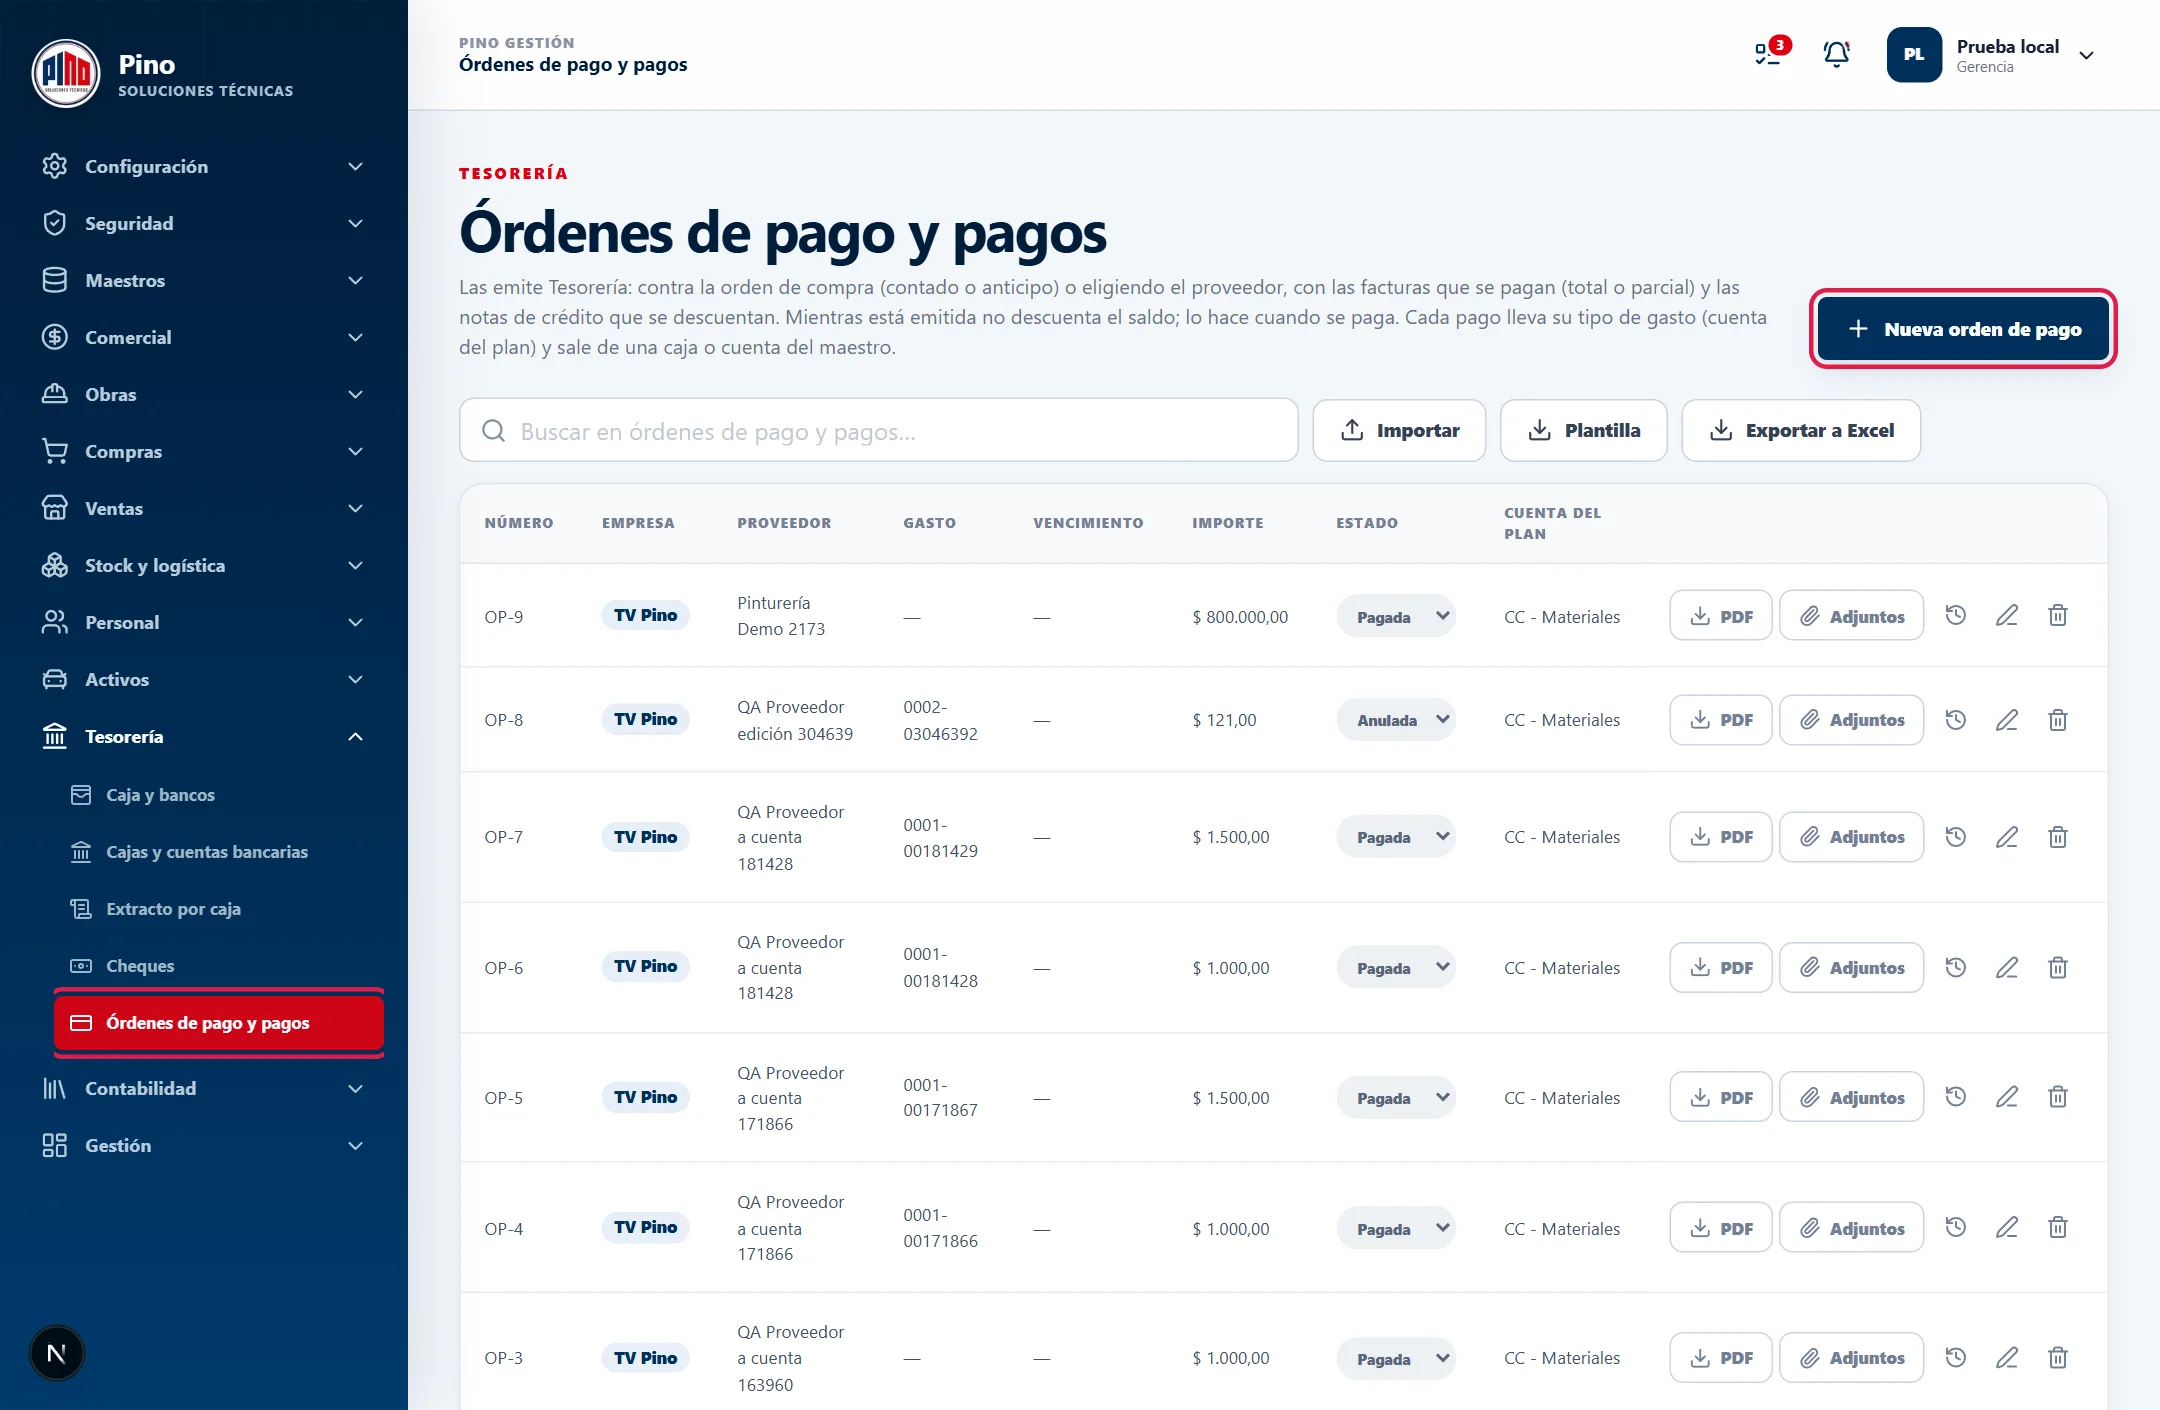 Pino
SOLUCIONES TÉCNICAS
Configuración
Seguridad
Maestros
Comercial
Obras
Compras
Ventas
Stock y logística
Personal
Activos
Tesorería
Caja y bancos
Cajas y cuentas bancarias
Extracto por caja
Cheques
Órdenes de pago y pagos
Contabilidad
Gestión
N
PINO GESTIÓN
Órdenes de pago y pagos
3
PL
Prueba local
Gerencia
TESORERÍA
Órdenes de pago y pagos
Las emite Tesorería: contra la orden de compra (contado o anticipo) o eligiendo el proveedor, con las facturas que se pagan (total o parcial) y las
notas de crédito que se descuentan. Mientras está emitida no descuenta el saldo; lo hace cuando se paga. Cada pago lleva su tipo de gasto (cuenta
del plan) y sale de una caja o cuenta del maestro.
Nueva orden de pago
Buscar en órdenes de pago y pagos...
Importar
Plantilla
Exportar a Excel
NÚMERO EMPRESA PROVEEDOR GASTO VENCIMIENTO IMPORTE ESTADO CUENTA DEL
PLAN
OP-9 TV Pino Pinturería
Demo 2173 — — $ 800.000,00 Pagada CC - Materiales PDF Adjuntos
OP-8 TV Pino QA Proveedor
edición 304639 0002-
03046392 — $ 121,00 Anulada CC - Materiales PDF Adjuntos
OP-7 TV Pino QA Proveedor
a cuenta
181428 0001-
00181429 — $ 1.500,00 Pagada CC - Materiales PDF Adjuntos
OP-6 TV Pino QA Proveedor
a cuenta
181428 0001-
00181428 — $ 1.000,00 Pagada CC - Materiales PDF Adjuntos
OP-5 TV Pino QA Proveedor
a cuenta
171866 0001-
00171867 — $ 1.500,00 Pagada CC - Materiales PDF Adjuntos
OP-4 TV Pino QA Proveedor
a cuenta
171866 0001-
00171866 — $ 1.000,00 Pagada CC - Materiales PDF Adjuntos
OP-3 TV Pino QA Proveedor
a cuenta
163960 — — $ 1.000,00 Pagada CC - Materiales PDF Adjuntos